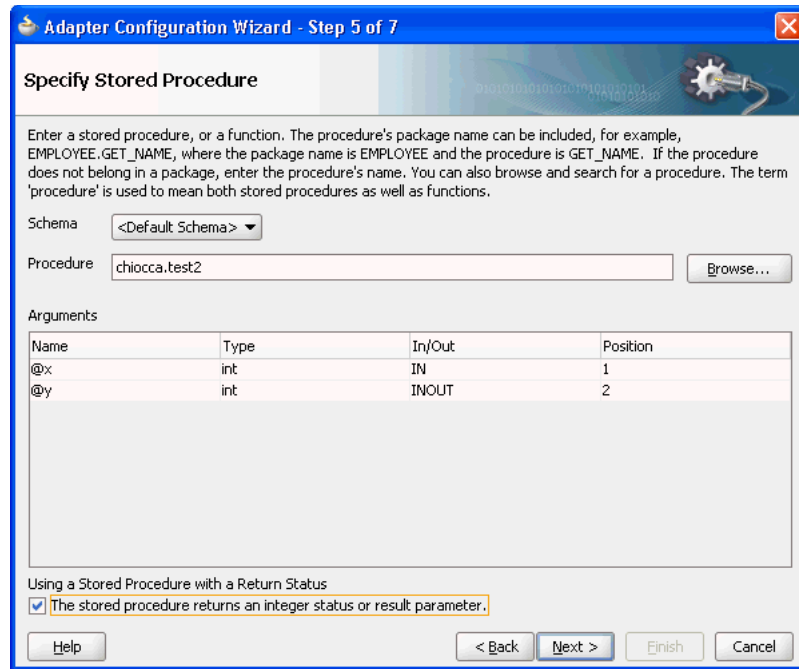 Adapter Configuration Wizard - Step 5 of 7
Specify Stored Procedure
Enter a stored procedure, or a function. The procedure's package name can be included, for example,
EMPLOYEE.GET_NAME, where the package name is EMPLOYEE and the procedure is GET_NAME. If the procedure
does not belong in a package, enter the procedure's name. You can also browse and search for a procedure. The term
'procedure' is used to mean both stored procedures as well as functions.
Schema <Default Schema>
Procedure chiocca.test2 Browse...
Arguments
Name Type In/Out Position
@x int IN 1
@y int INOUT 2
Using a Stored Procedure with a Return Status
The stored procedure returns an integer status or result parameter.
Help < Back Next > Finish Cancel